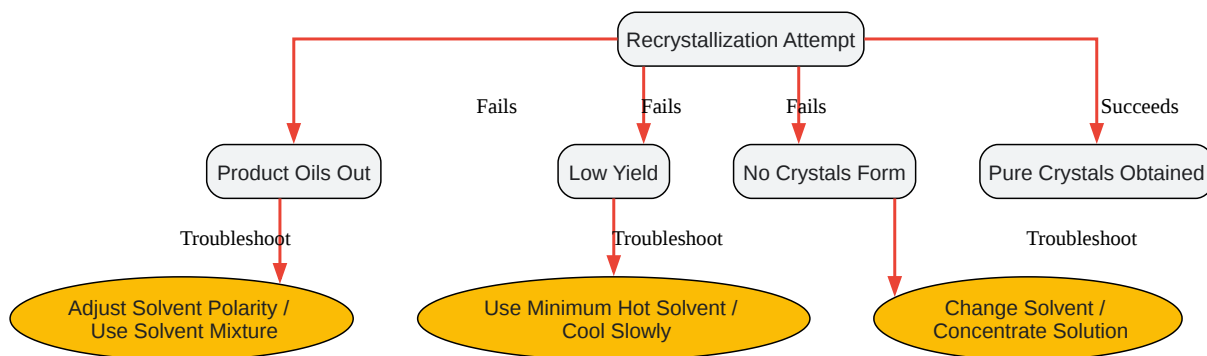 Recrystallization Attempt
Fails
Fails
Fails
Succeeds
Product Oils Out
Low Yield
No Crystals Form
Pure Crystals Obtained
Troubleshoot
Troubleshoot
Troubleshoot
Adjust Solvent Polarity /
Use Solvent Mixture
Use Minimum Hot Solvent /
Cool Slowly
Change Solvent /
Concentrate Solution